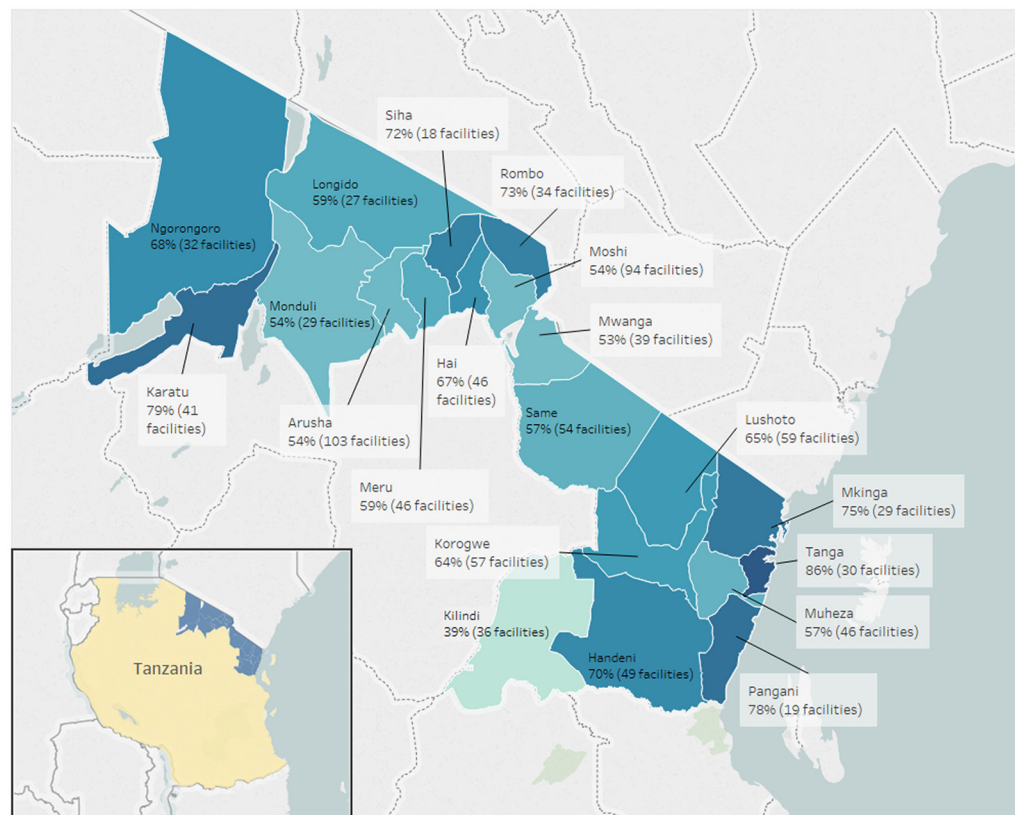 Siha
72% (18 facilities)
Rombo
73% (34 facilities)
Longido
59% (27 facilities)
Ngorongoro
68% (32 facilities)
Moshi
54% (94 facilities)
Monduli
54% (29 facilities)
Mwanga
53% (39 facilities)
Hai
67% (46
facilities)
Karatu
79% (41
facilities)
Arusha
54% (103 facilities)
Same
57% (54 facilities)
Lushoto
65% (59 facilities)
Meru
59% (46 facilities)
Mkinga
75% (29 facilities)
Korogwe
64% (57 facilities)
Tanga
86% (30 facilities)
Kilindi
39% (36 facilities)
Muheza
57% (46 facilities)
Handeni
70% (49 facilities)
Pangani
78% (19 facilities)
Tanzania